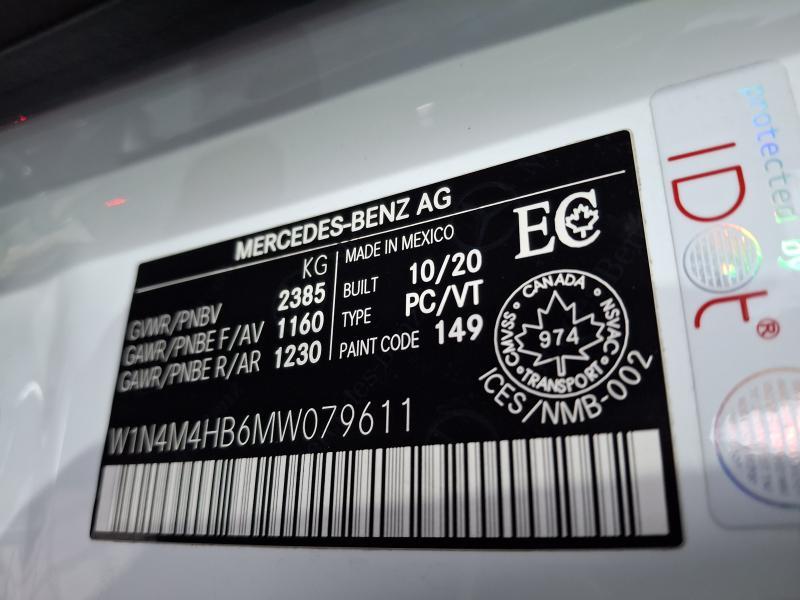 MERCEDES-BENZ AG
KG
GVWR/PNBV 2385
GAWR/PNBE F/AV 1160
GAWR/PNBE R/AR 1230
MADE IN MEXICO
BUILT 10/20
TYPE PC/VT
PAINT CODE 149
EC
CANADA
CMVSS
NSVAC
974
TRANSPORT
ICES/NMB-002
W1N4M4HB6MW079611
protected by
IDot®